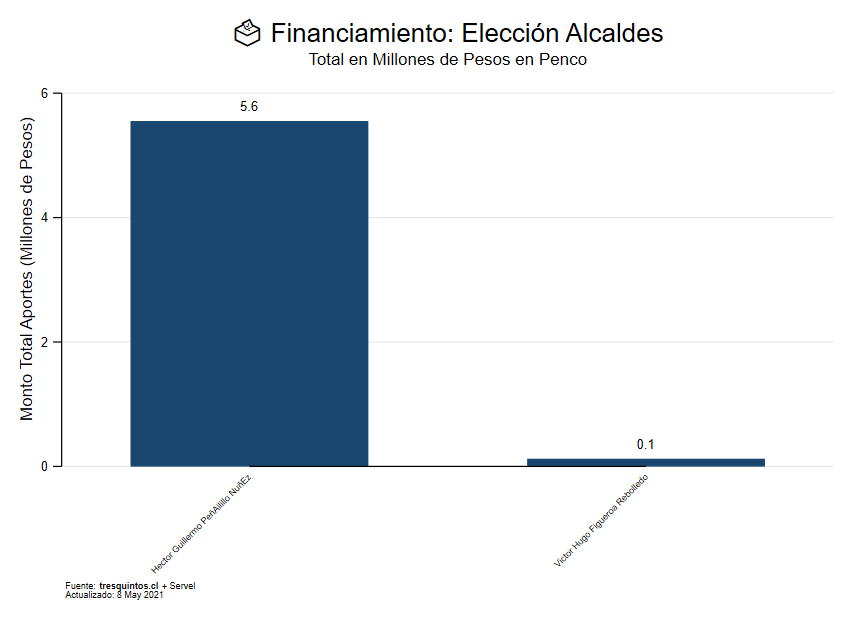 Financiamiento: Elección Alcaldes
Total en Millones de Pesos en Penco
Monto Total Aportes (Millones de Pesos)
6
4
2
0
5.6
0.1
Hector Guillermo PeñAilillo NuñEz
Victor Hugo Figueroa Rebolledo
Fuente: tresquintos.cl + Servel
Actualizado: 8 May 2021